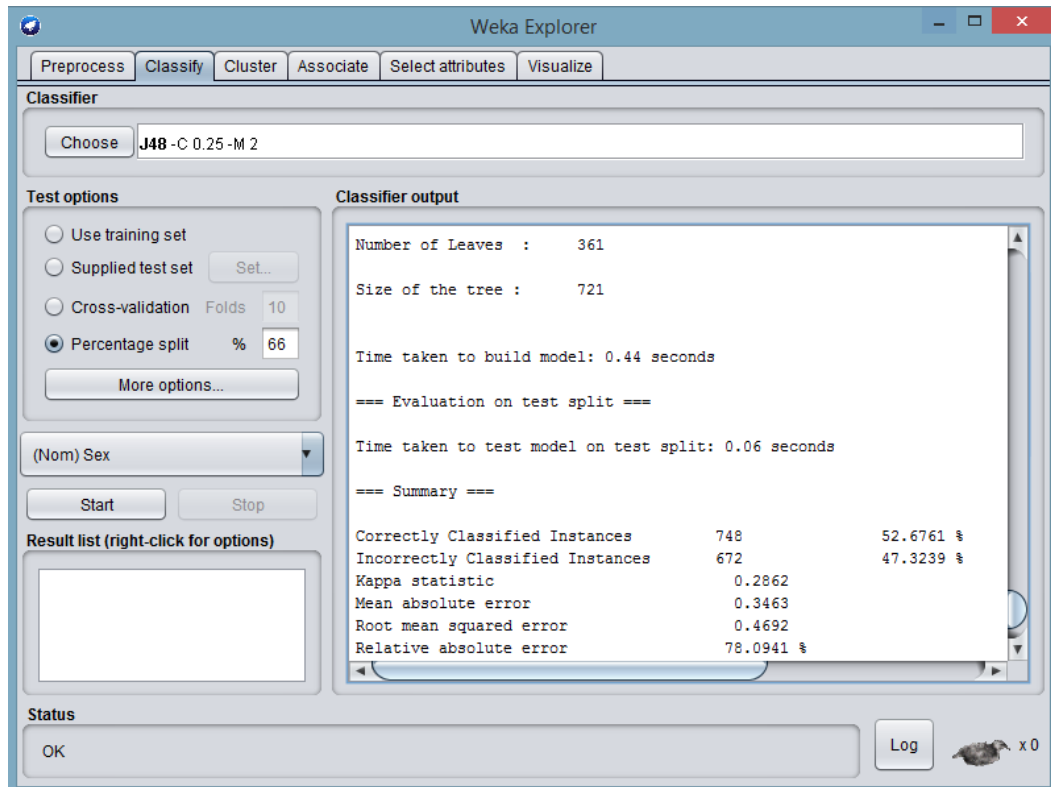 Weka Explorer
Preprocess Classify Cluster Associate Select attributes Visualize
Classifier
Choose J48 -C 0.25 -M 2
Test options
Use training set
Supplied test set Set...
Cross-validation Folds 10
Percentage split % 66
More options...
(Nom) Sex
Start Stop
Result list (right-click for options)
Classifier output
Number of Leaves : 361
Size of the tree : 721
Time taken to build model: 0.44 seconds
=== Evaluation on test split ===
Time taken to test model on test split: 0.06 seconds
=== Summary ===
Correctly Classified Instances 748 52.6761 %
Incorrectly Classified Instances 672 47.3239 %
Kappa statistic 0.2862
Mean absolute error 0.3463
Root mean squared error 0.4692
Relative absolute error 78.0941 %
Status
OK
Log x 0